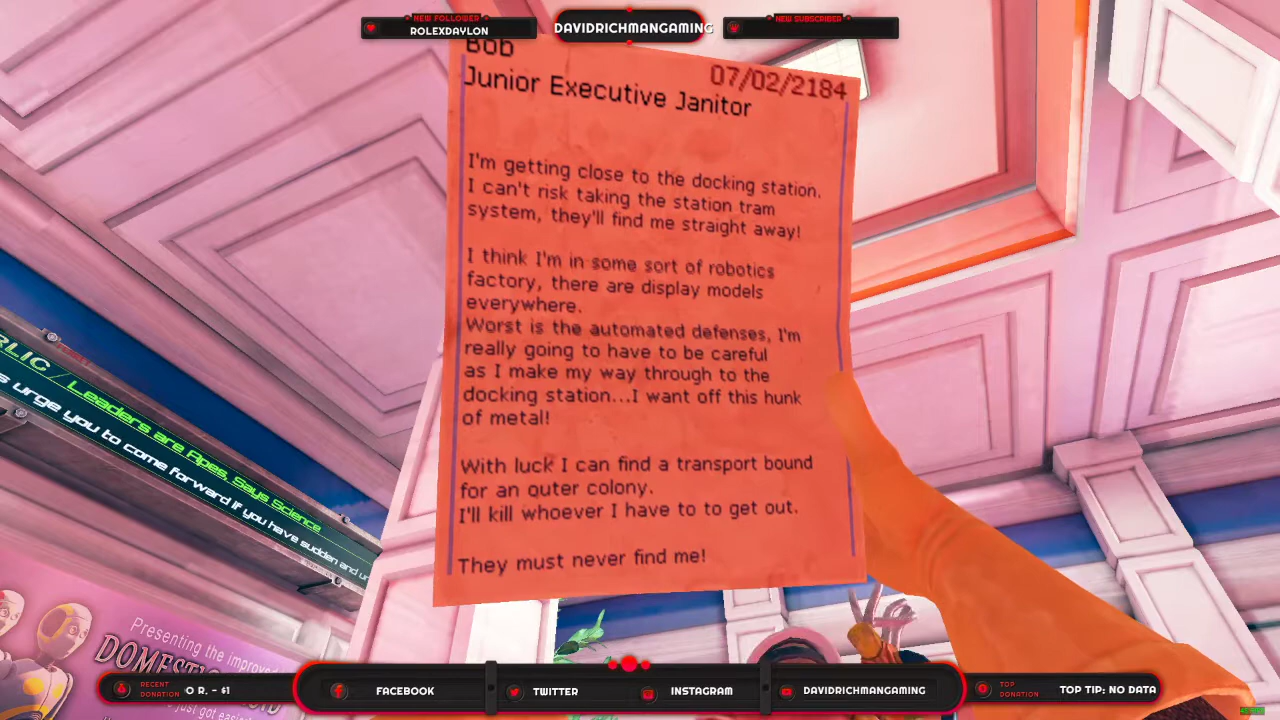 NEW FOLLOWER
ROLEXDAYLON
DAVIDRICHMANGAMING
NEW SUBSCRIBER
Bob
07/02/2184
Junior Executive Janitor
I'm getting close to the docking station.
I can't risk taking the station tram
system, they'll find me straight away!
I think I'm in some sort of robotics
factory, there are display models
everywhere.
Worst is the automated defenses, I'm
really going to have to be careful
as I make my way through to the
docking station...I want off this hunk
of metal!
With luck I can find a transport bound
for an outer colony.
I'll kill whoever I have to to get out.
They must never find me!
RLIC / Leaders are Apes, Says Science
s urge you to come forward if you have sudden and u
Presenting the improved
DOMESTIC
just got easi
RECENT
DONATION
O R. - $1
FACEBOOK
TWITTER
INSTAGRAM
DAVIDRICHMANGAMING
TOP
DONATION
TOP TIP: NO DATA